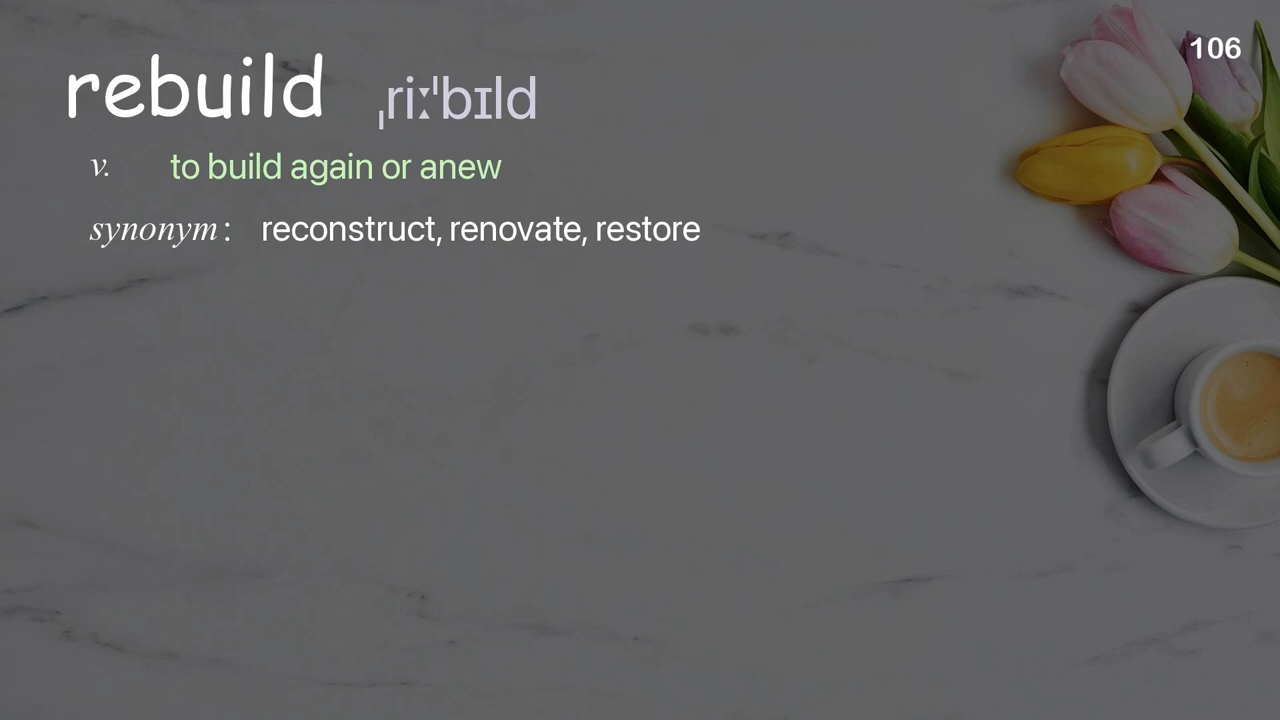 106
rebuild ˌriːˈbɪld
v. to build again or anew
synonym : reconstruct, renovate, restore